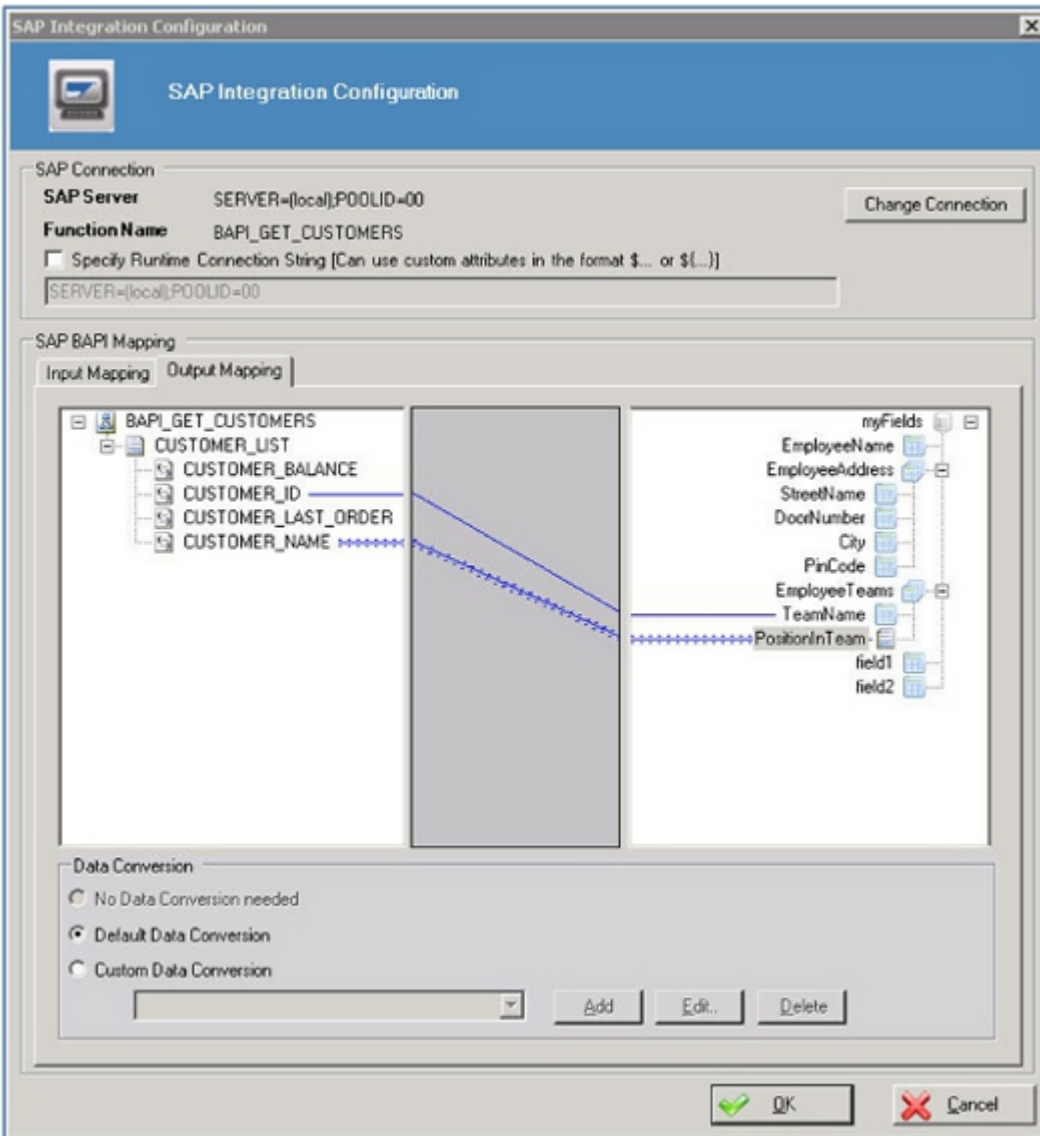 SAP Integration Configuration
SAP Integration Configuration
SAP Connection
SAP Server SERVER=(local);POOLID=00
Change Connection
Function Name BAPI_GET_CUSTOMERS
Specify Runtime Connection String [Can use custom attributes in the format $... or ${...}]
SERVER=(local);POOLID=00
SAP BAPI Mapping
Input Mapping Output Mapping
BAPI_GET_CUSTOMERS
CUSTOMER_LIST
CUSTOMER_BALANCE
CUSTOMER_ID
CUSTOMER_LAST_ORDER
CUSTOMER_NAME
myFields
EmployeeName
EmployeeAddress
StreetName
DoorNumber
City
PinCode
EmployeeTeams
TeamName
PositionInTeam
field1
field2
Data Conversion
No Data Conversion needed
Default Data Conversion
Custom Data Conversion
Add Edit.. Delete
OK Cancel